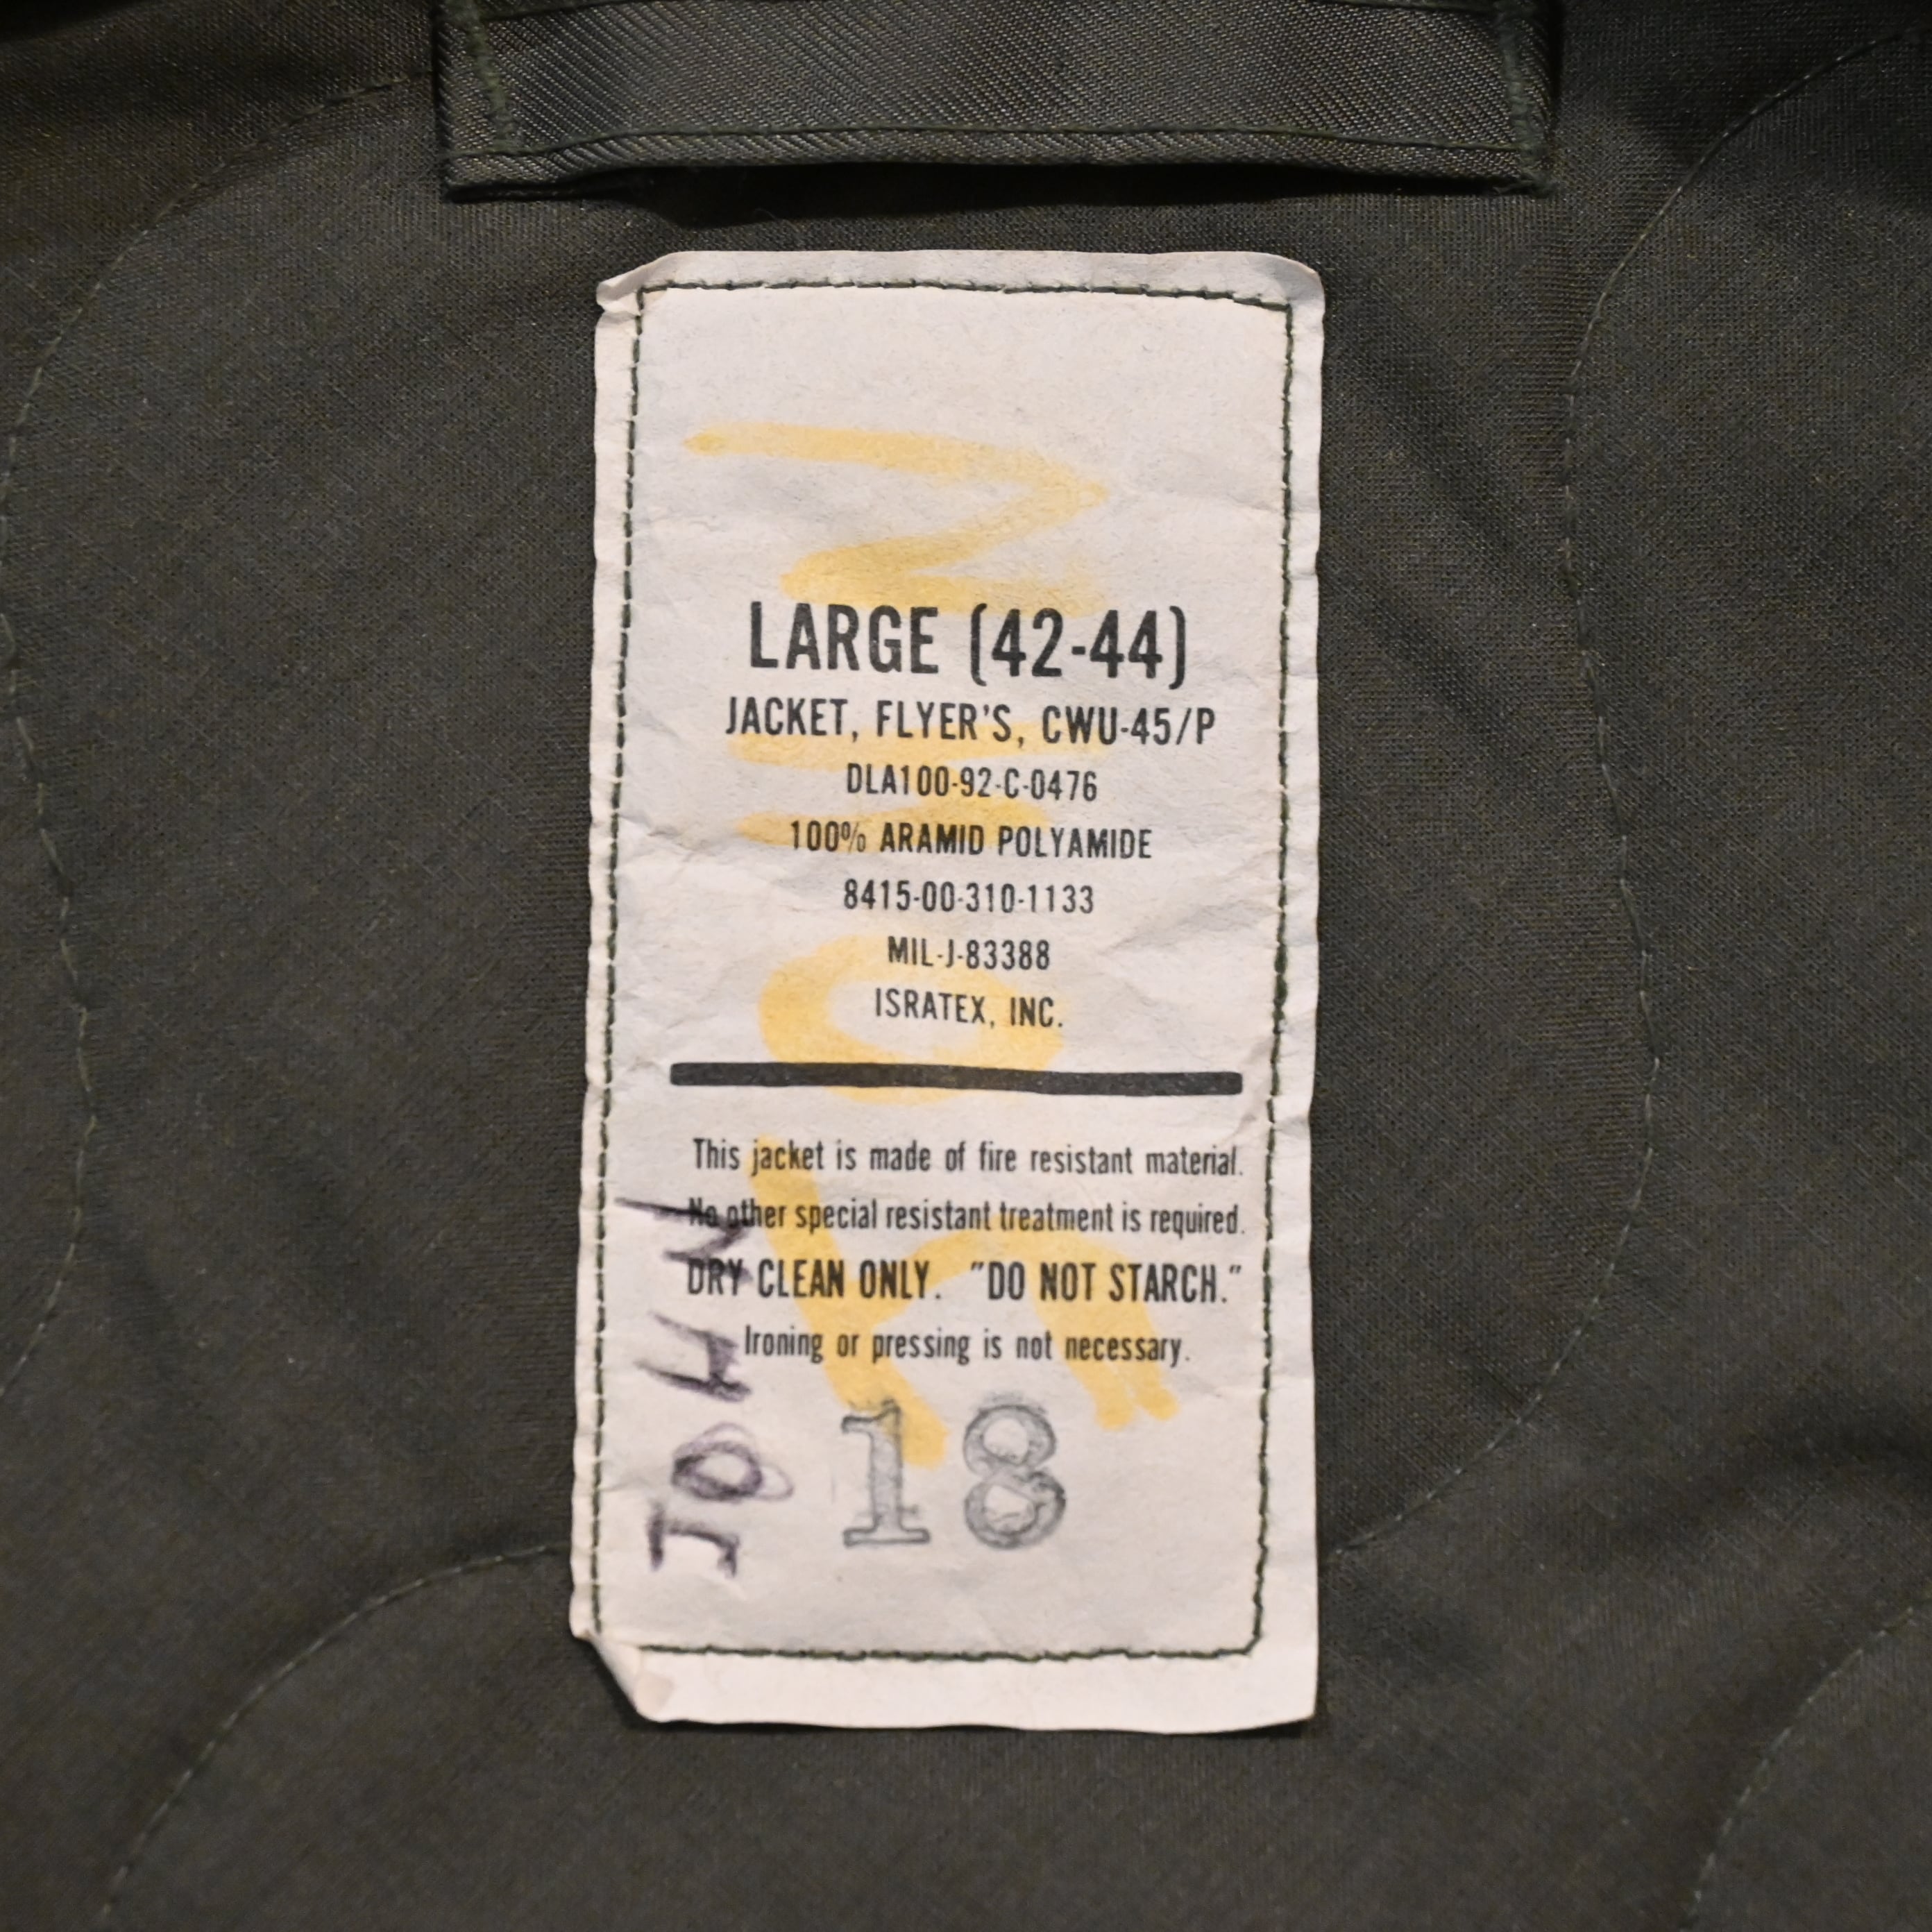 LARGE (42-44)
JACKET, FLYER'S, CWU-45/P
DLA100-92-C-0476
100% ARAMID POLYAMIDE
8415-00-310-1133
MIL-J-83388
ISRATEX, INC.
This jacket is made of fire resistant material.
No other special resistant treatment is required.
DRY CLEAN ONLY. "DO NOT STARCH."
Ironing or pressing is not necessary.
18
JOHN